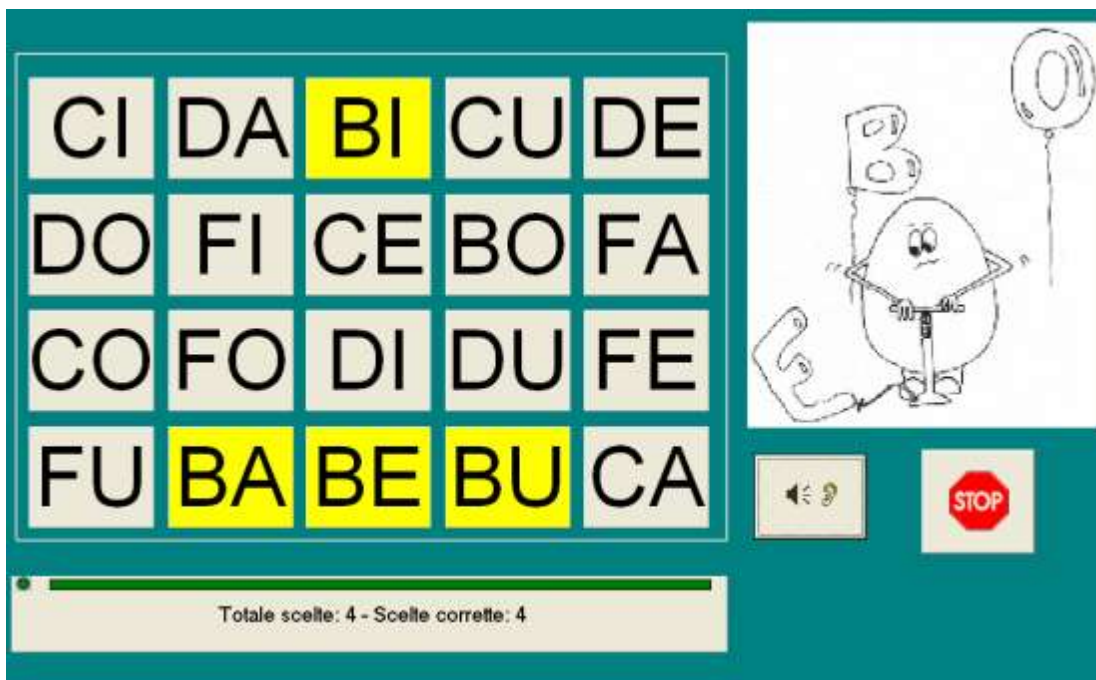 CI DA BI CU DE
DO FI CE BO FA
CO FO DI DU FE
FU BA BE BU CA
O
B
E
STOP
Totale scelte: 4 - Scelte corrette: 4